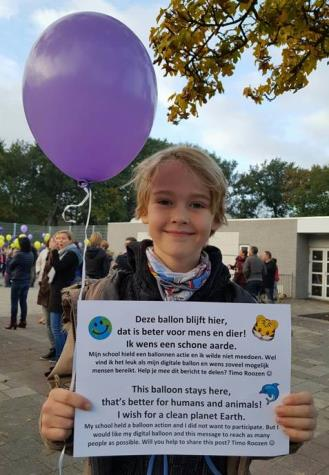 Deze ballon blijft hier,
dat is beter voor mens en dier!
Ik wens een schone aarde.
Mijn school hield een ballonnen actie en ik wilde niet meedoen. Wel
vind ik het leuk als mijn digitale ballon en wens zoveel mogelijk
mensen bereikt. Help je mee dit bericht te delen? Timo Roozen ☺
This balloon stays here,
that's better for humans and animals!
I wish for a clean planet Earth.
My school held a balloon action and I did not want to participate. But I
would like my digital balloon and this message to reach as many
people as possible. Will you help to share this post? Timo Roozen ☺